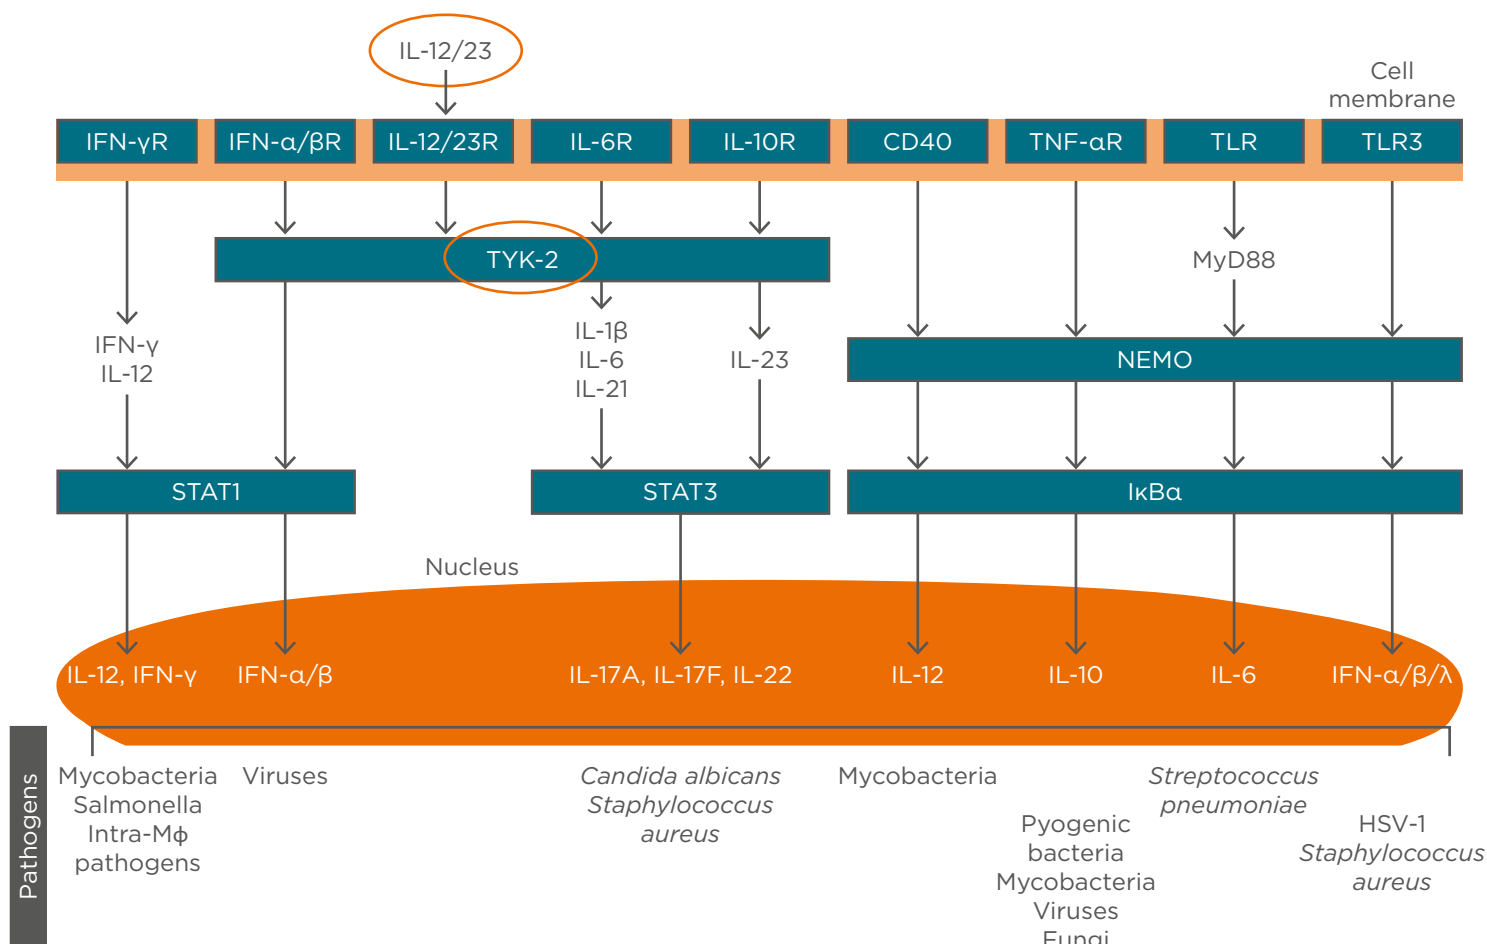 IL-12/23
Cell
membrane
IFN-γR
IFN-α/βR
IL-12/23R
IL-6R
IL-10R
CD40
TNF-αR
TLR
TLR3
TYK-2
MyD88
IFN-γ
IL-12
IL-1β
IL-6
IL-21
IL-23
NEMO
STAT1
STAT3
IκBα
Nucleus
IL-12, IFN-γ
IFN-α/β
IL-17A, IL-17F, IL-22
IL-12
IL-10
IL-6
IFN-α/β/λ
Pathogens
Mycobacteria
Salmonella
Intra-Mϕ
pathogens
Viruses
Candida albicans
Staphylococcus
aureus
Mycobacteria
Pyogenic
bacteria
Mycobacteria
Viruses
Fungi
Streptococcus
pneumoniae
HSV-1
Staphylococcus
aureus